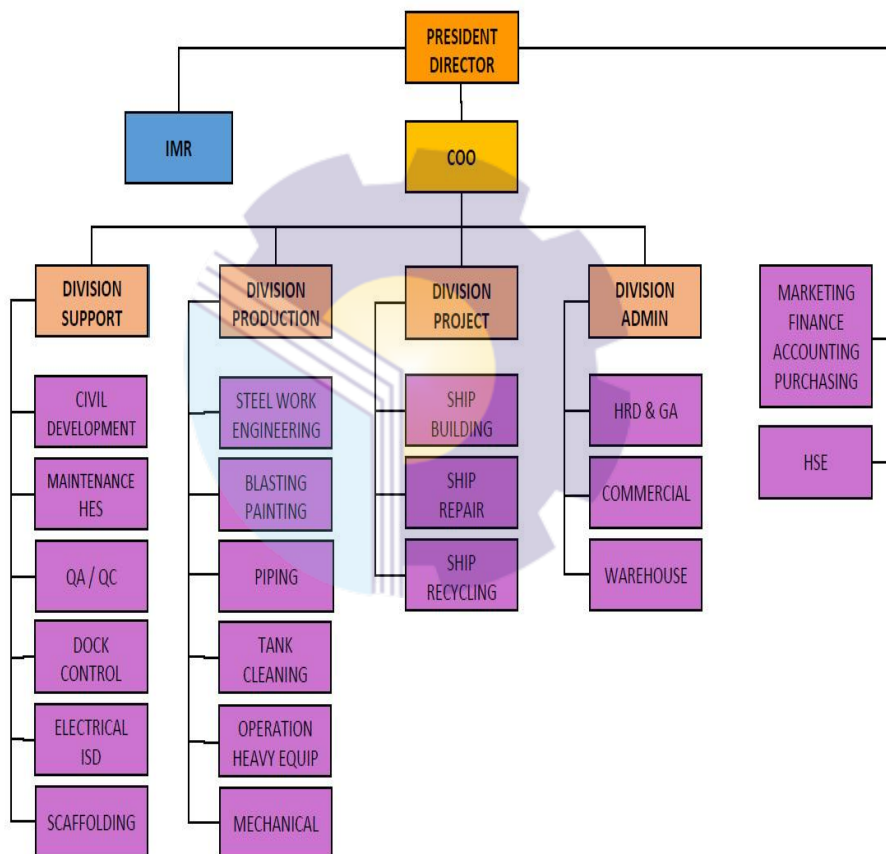 PRESIDENT
DIRECTOR
IMR
COO
DIVISION
SUPPORT
DIVISION
PRODUCTION
DIVISION
PROJECT
DIVISION
ADMIN
MARKETING
FINANCE
ACCOUNTING
PURCHASING
CIVIL
DEVELOPMENT
STEEL WORK
ENGINEERING
SHIP
BUILDING
HRD & GA
HSE
MAINTENANCE
HES
BLASTING
PAINTING
SHIP
REPAIR
COMMERCIAL
QA / QC
PIPING
SHIP
RECYCLING
WAREHOUSE
DOCK
CONTROL
TANK
CLEANING
ELECTRICAL
ISD
OPERATION
HEAVY EQUIP
SCAFFOLDING
MECHANICAL